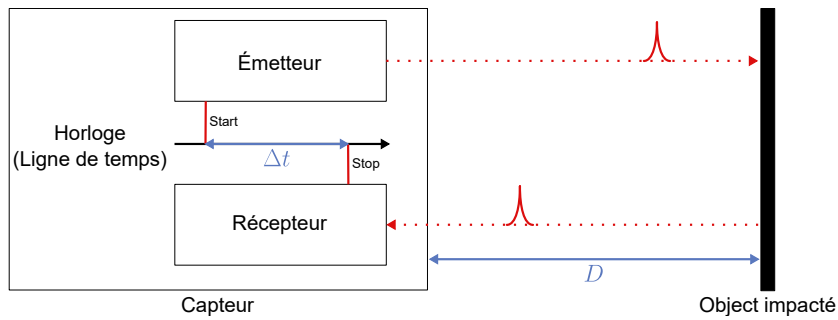 Émetteur
Start
Horloge
(Ligne de temps)
Δt
Stop
Récepteur
D
Capteur
Object impacté